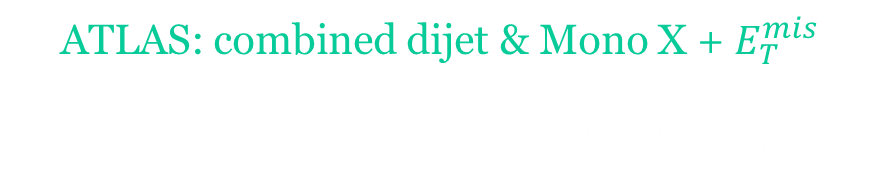 ATLAS: combined dijet & Mono X + $E_T^{mis}$